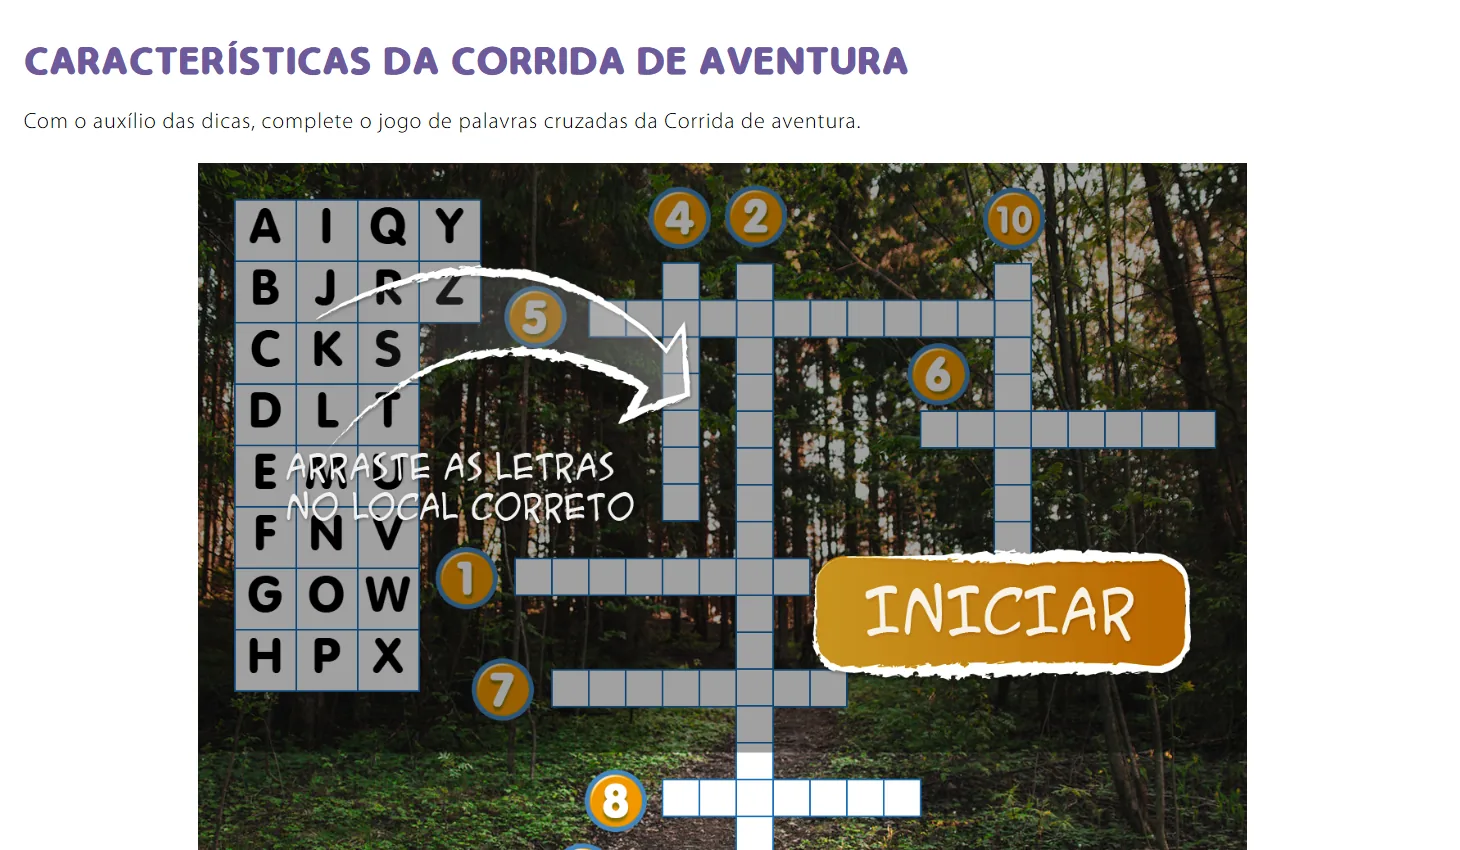 CARACTERÍSTICAS DA CORRIDA DE AVENTURA
Com o auxílio das dicas, complete o jogo de palavras cruzadas da Corrida de aventura.
4 2 10
A I Q Y
B J R Z
5
C K S
6
D L T
E M U
ARRASTE AS LETRAS
NO LOCAL CORRETO
F N V
1
G O W
INICIAR
H P X
7
8